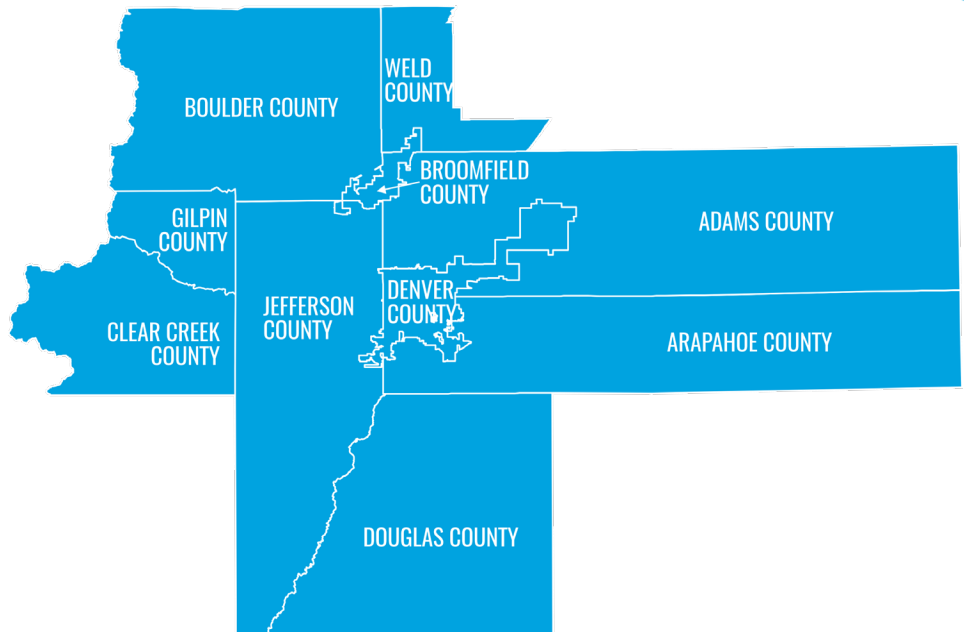 WELD
COUNTY
BOULDER COUNTY
BROOMFIELD
COUNTY
GILPIN
COUNTY
ADAMS COUNTY
DENVER
COUNTY
JEFFERSON
COUNTY
CLEAR CREEK
COUNTY
ARAPAHOE COUNTY
DOUGLAS COUNTY